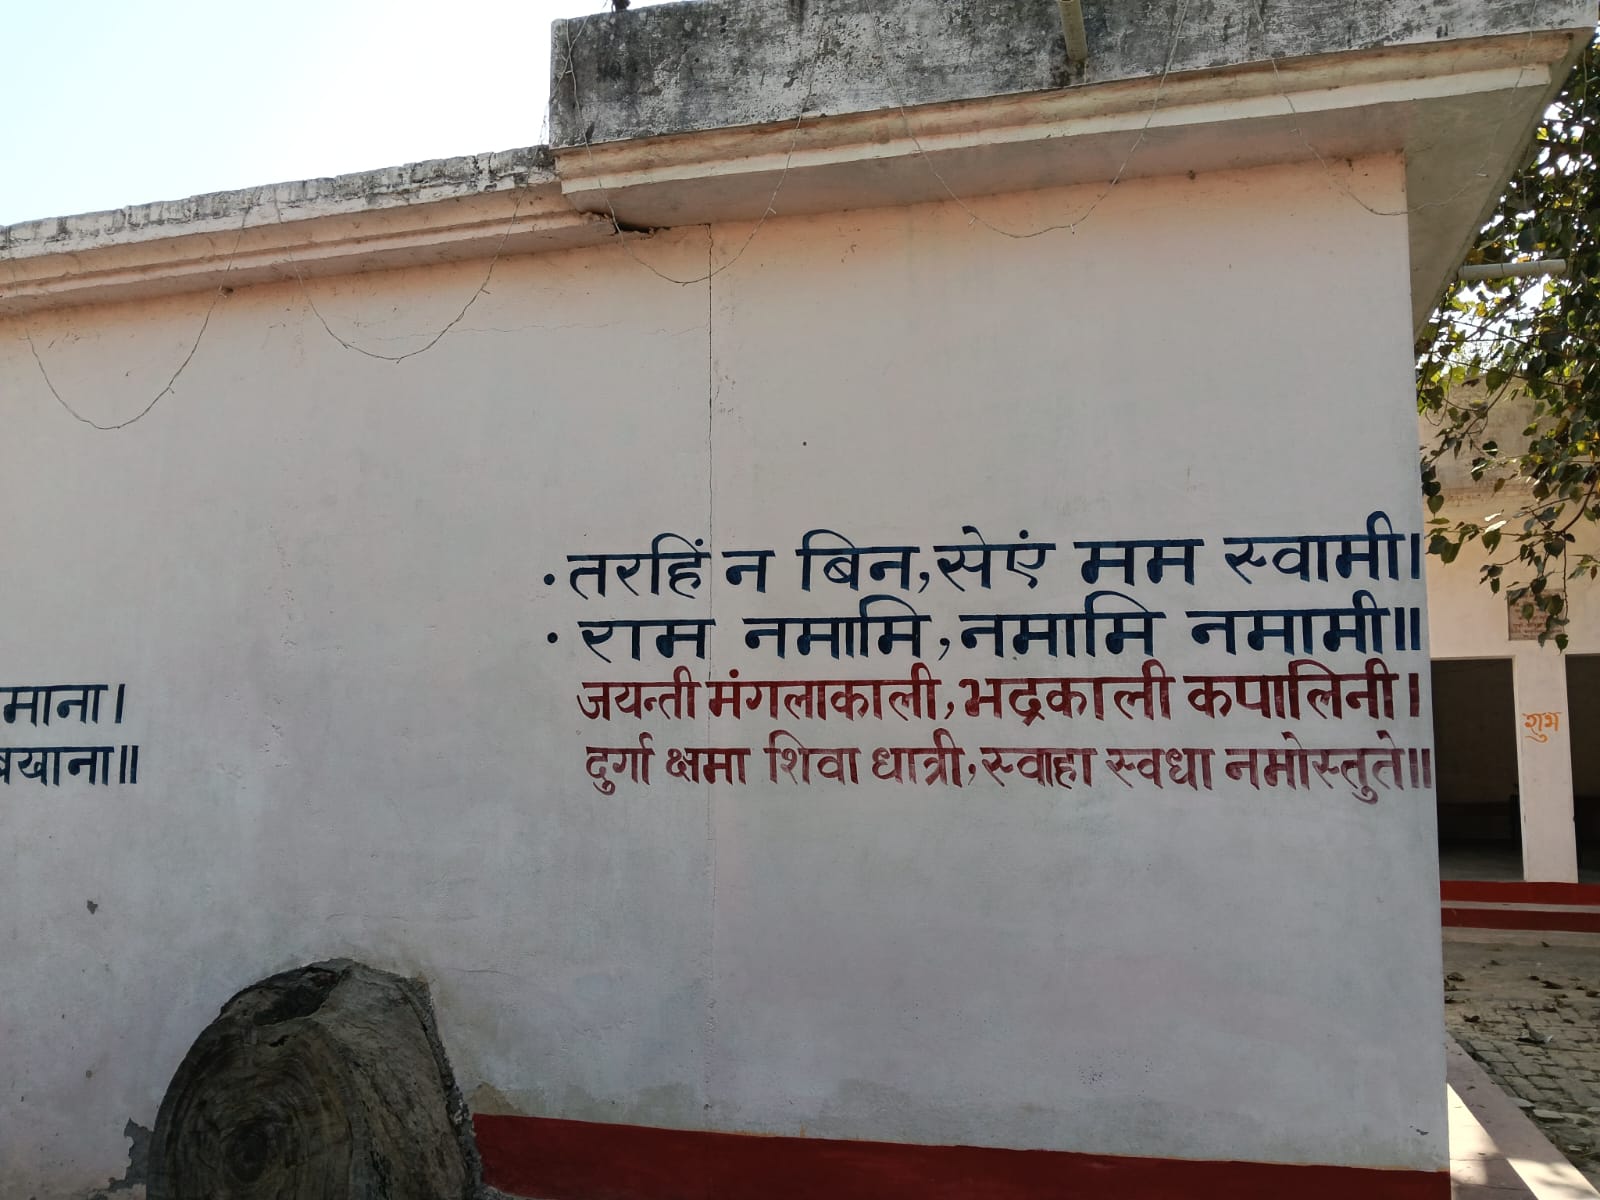 तरहिं न बिन,सेएं मम स्वामी।
राम नमामि,नमामि नमामी॥
जयन्ती मंगलाकाली,भद्रकाली कपालिनी।
दुर्गा क्षमा शिवा धात्री,स्वाहा स्वधा नमोस्तुते॥
माना।
बखाना॥
शुभ